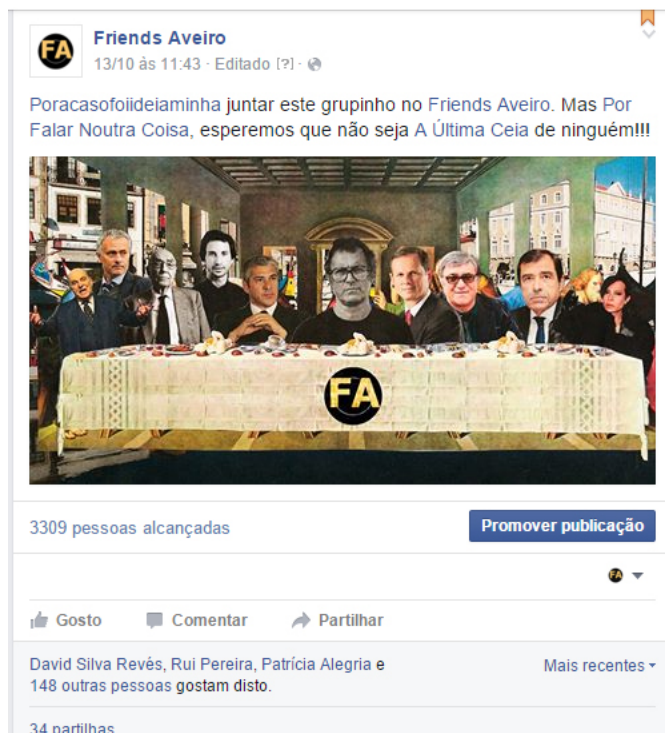 FA
Friends Aveiro
13/10 às 11:43 · Editado [?] ·
Poracasofoiideiaminha juntar este grupinho no Friends Aveiro. Mas Por
Falar Noutra Coisa, esperemos que não seja A Última Ceia de ninguém!!!
FA
3309 pessoas alcançadas
Promover publicação
FA
Gosto Comentar Partilhar
David Silva Revés, Rui Pereira, Patrícia Alegria e
Mais recentes
148 outras pessoas gostam disto.
34 partilhas